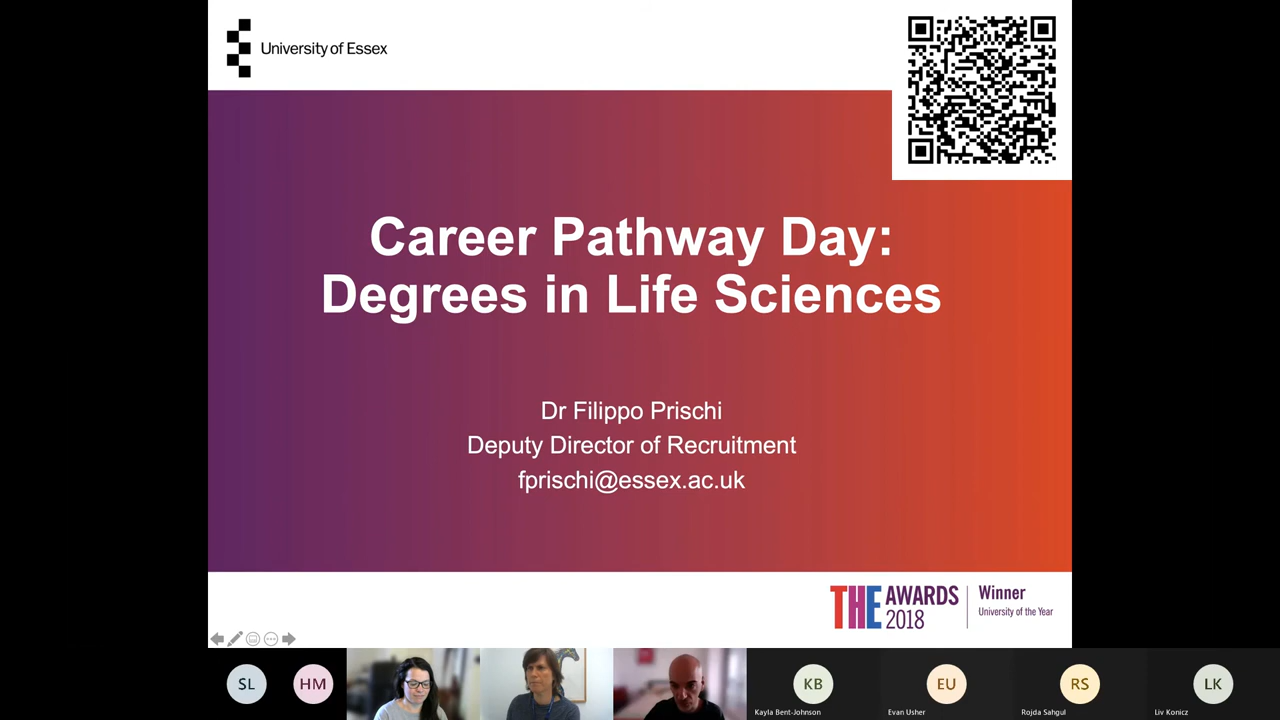 University of Essex
Career Pathway Day:
Degrees in Life Sciences
Dr Filippo Prischi
Deputy Director of Recruitment
fprischi@essex.ac.uk
THE AWARDS 2018
Winner
University of the Year
SL
HM
KB
EU
RS
LK
Kayla Bent-Johnson
Evan Usher
Rojda Sahgul
Liv Konicz